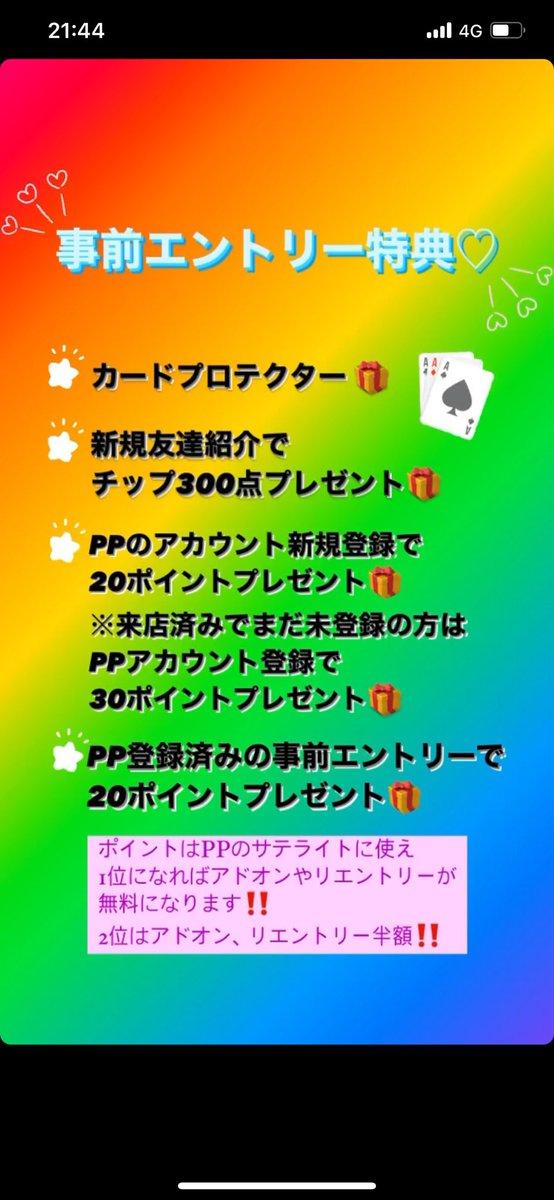 21:44
4G
事前エントリー特典♡
カードプロテクター🎁
新規友達紹介で
チップ300点プレゼント🎁
PPのアカウント新規登録で
20ポイントプレゼント🎁
※来店済みでまだ未登録の方は
PPアカウント登録で
30ポイントプレゼント🎁
PP登録済みの事前エントリーで
20ポイントプレゼント🎁
ポイントはPPのサテライトに使え
1位になればアドオンやリエントリーが
無料になります‼️
2位はアドオン、リエントリー半額‼️